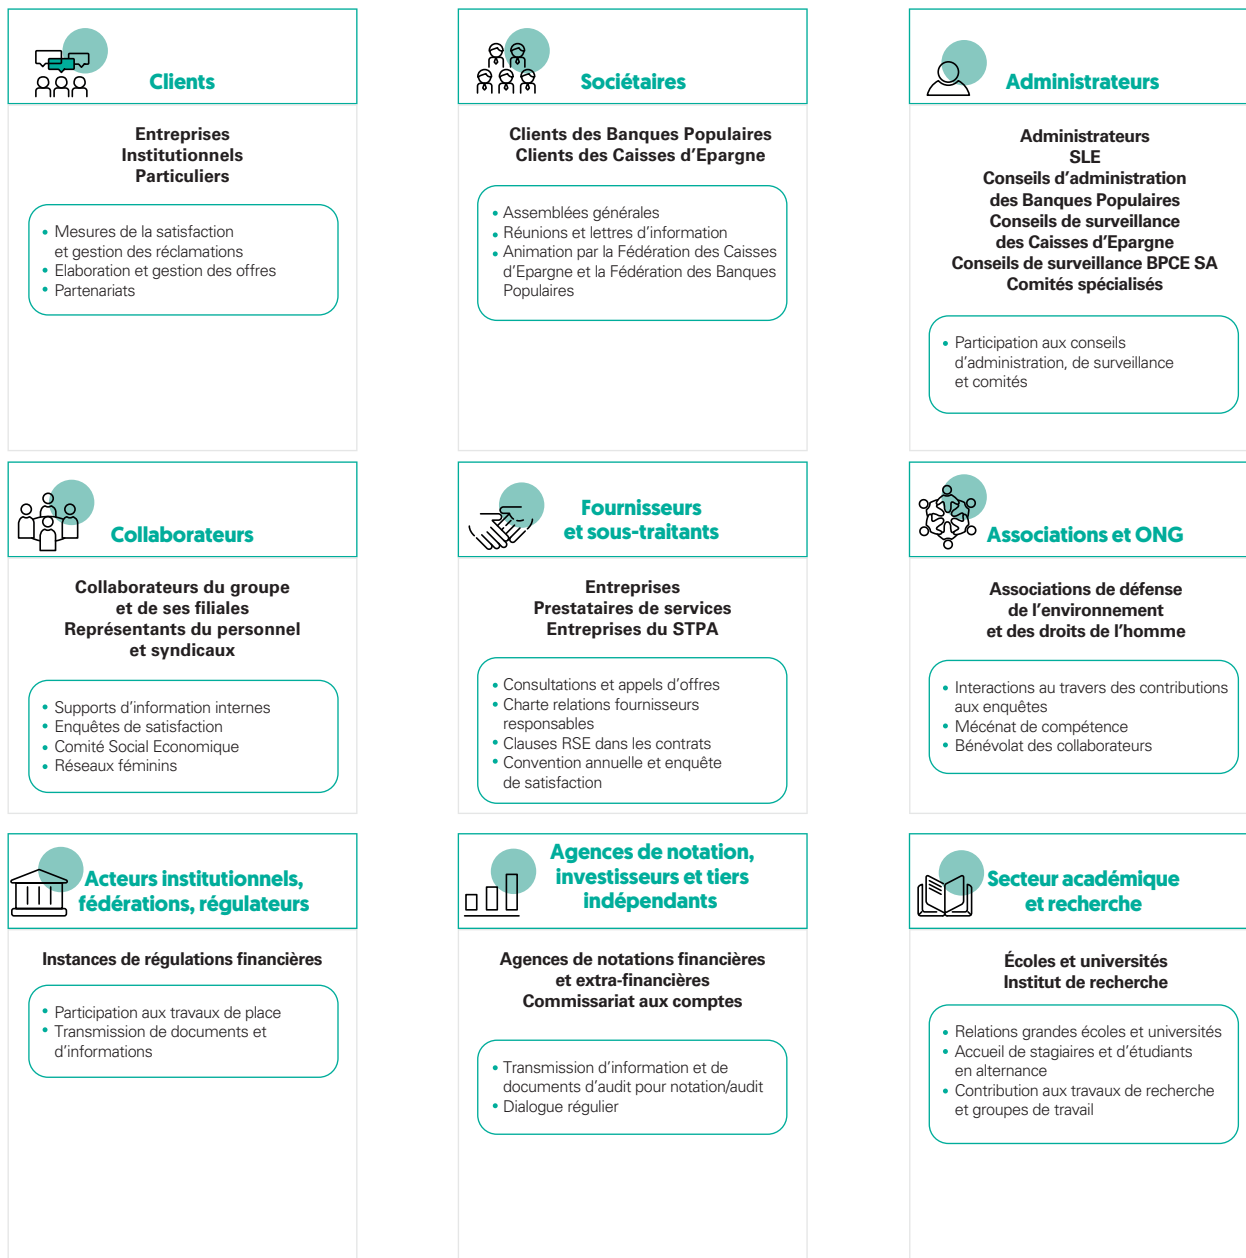 Clients
Entreprises
Institutionnels
Particuliers
• Mesures de la satisfaction
et gestion des réclamations
• Elaboration et gestion des offres
• Partenariats
Sociétaires
Clients des Banques Populaires
Clients des Caisses d'Epargne
• Assemblées générales
• Réunions et lettres d'information
• Animation par la Fédération des Caisses
d'Epargne et la Fédération des Banques
Populaires
Administrateurs
Administrateurs
SLE
Conseils d'administration
des Banques Populaires
Conseils de surveillance
des Caisses d'Epargne
Conseils de surveillance BPCE SA
Comités spécialisés
• Participation aux conseils
d'administration, de surveillance
et comités
Collaborateurs
Collaborateurs du groupe
et de ses filiales
Représentants du personnel
et syndicaux
• Supports d'information internes
• Enquêtes de satisfaction
• Comité Social Economique
• Réseaux féminins
Fournisseurs
et sous-traitants
Entreprises
Prestataires de services
Entreprises du STPA
• Consultations et appels d'offres
• Charte relations fournisseurs
responsables
• Clauses RSE dans les contrats
• Convention annuelle et enquête
de satisfaction
Associations et ONG
Associations de défense
de l'environnement
et des droits de l'homme
• Interactions au travers des contributions
aux enquêtes
• Mécénat de compétence
• Bénévolat des collaborateurs
Acteurs institutionnels,
fédérations, régulateurs
Instances de régulations financières
• Participation aux travaux de place
• Transmission de documents et
d'informations
Agences de notation,
investisseurs et tiers
indépendants
Agences de notations financières
et extra-financières
Commissariat aux comptes
• Transmission d'information et de
documents d'audit pour notation/audit
• Dialogue régulier
Secteur académique
et recherche
Écoles et universités
Institut de recherche
• Relations grandes écoles et universités
• Accueil de stagiaires et d'étudiants
en alternance
• Contribution aux travaux de recherche
et groupes de travail